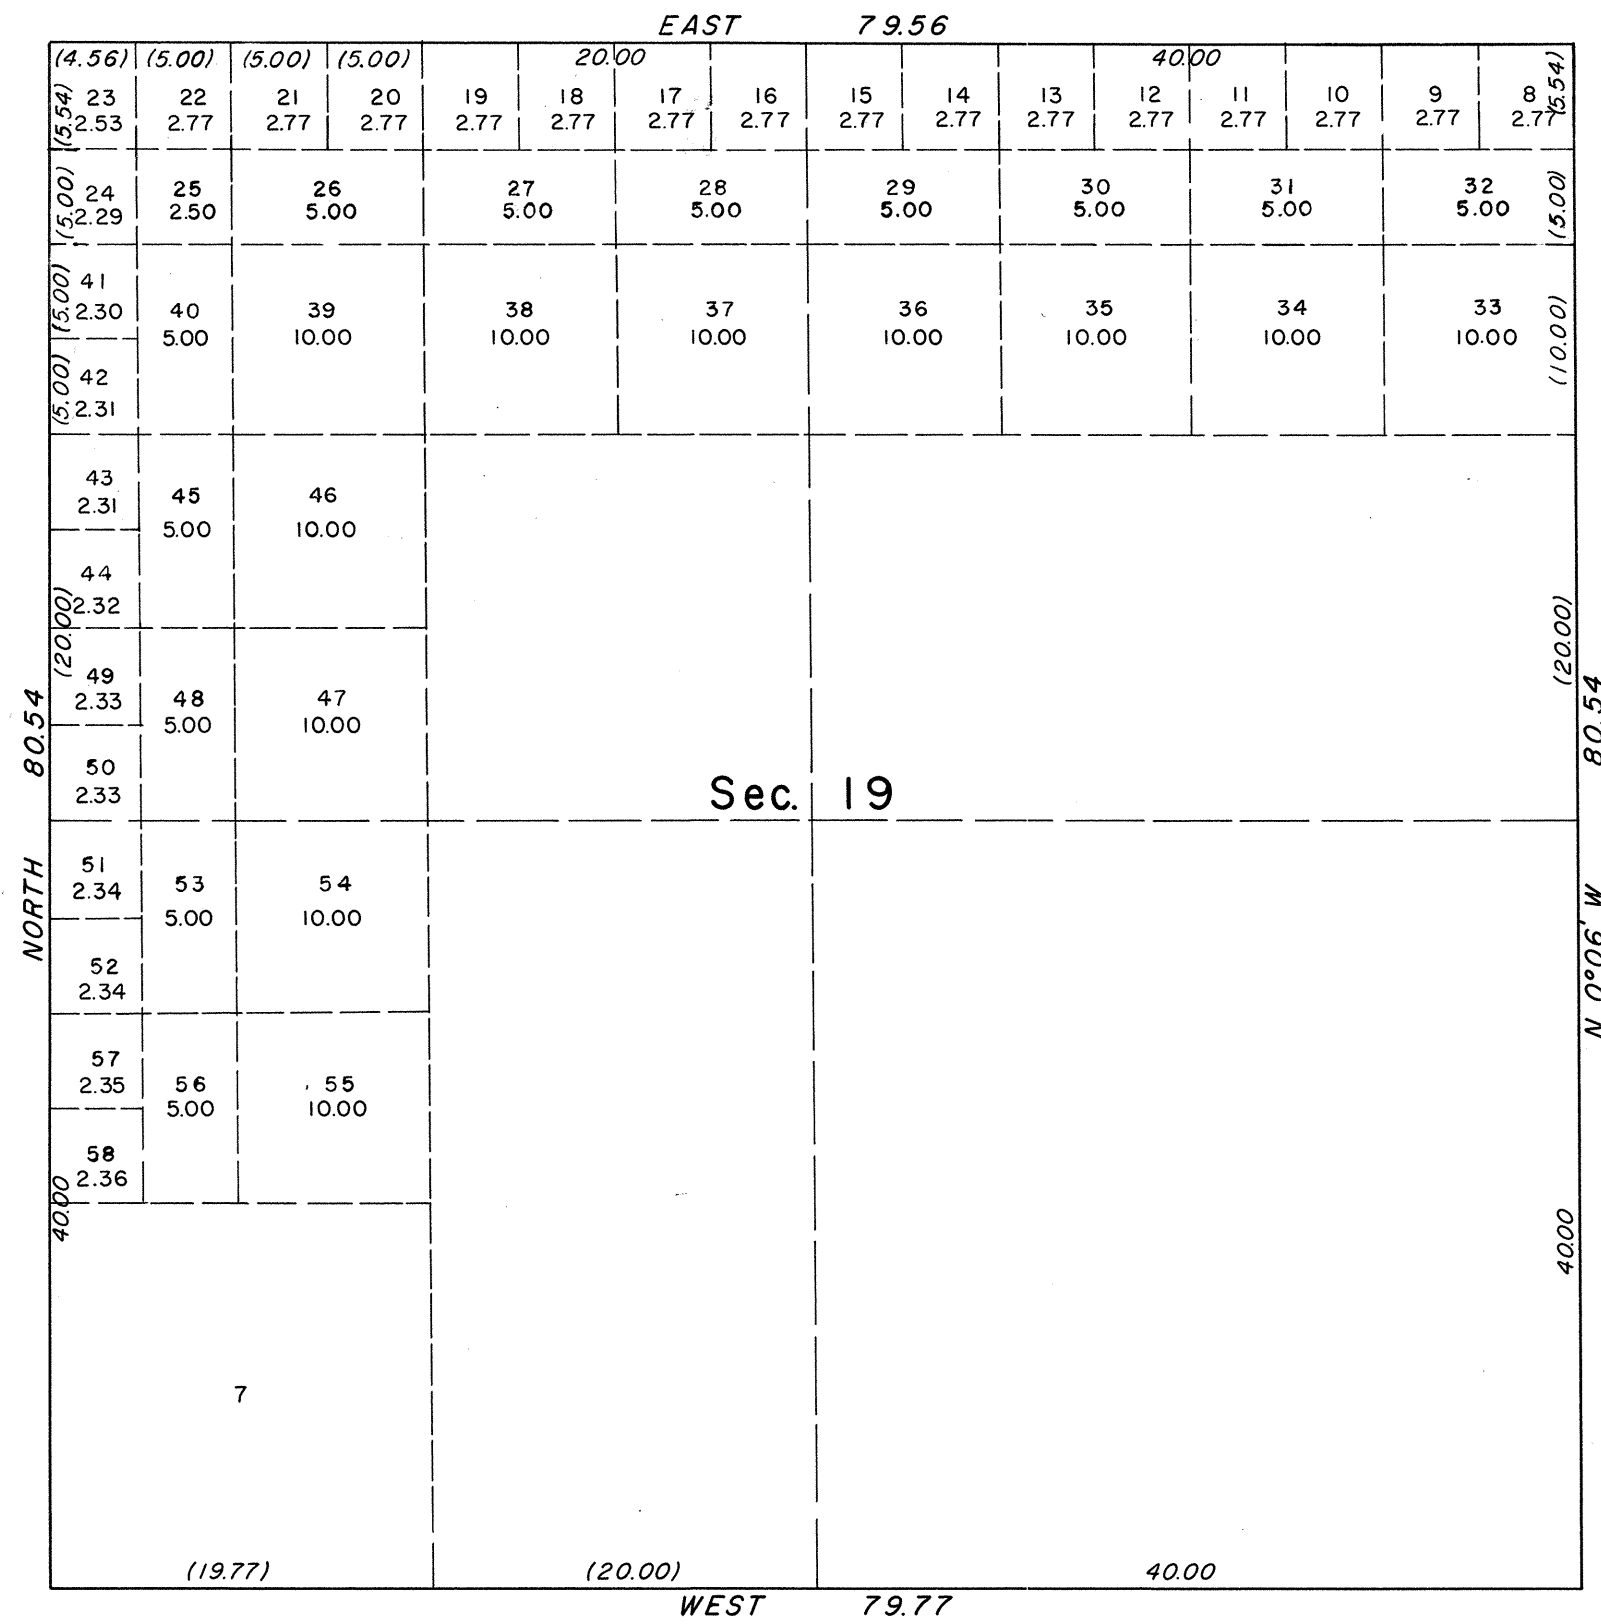 EAST 79.56
(4.56) (5.00) (5.00) (5.00) 20.00 40.00
(5.54) 23 22 21 20 19 18 17 16 15 14 13 12 11 10 9 8 (5.54)
2.53 2.77 2.77 2.77 2.77 2.77 2.77 2.77 2.77 2.77 2.77 2.77 2.77 2.77 2.77 2.77
(5.00) 24 25 26 27 28 29 30 31 32 (5.00)
2.29 2.50 5.00 5.00 5.00 5.00 5.00 5.00 5.00
(5.00) 41
2.30 40 39 38 37 36 35 34 33 (10.00)
5.00 10.00 10.00 10.00 10.00 10.00 10.00 10.00
(5.00) 42
2.31
43 45 46
2.31 5.00 10.00
44
2.32
(20.00) (20.00)
49 48 47
2.33 5.00 10.00
NORTH 80.54 N 0°06' W 80.54
50
2.33
Sec. 19
51 53 54
2.34 5.00 10.00
52
2.34
57 56 55
2.35 5.00 10.00
58
2.36
40.00 40.00
7
(19.77) (20.00) 40.00
WEST 79.77